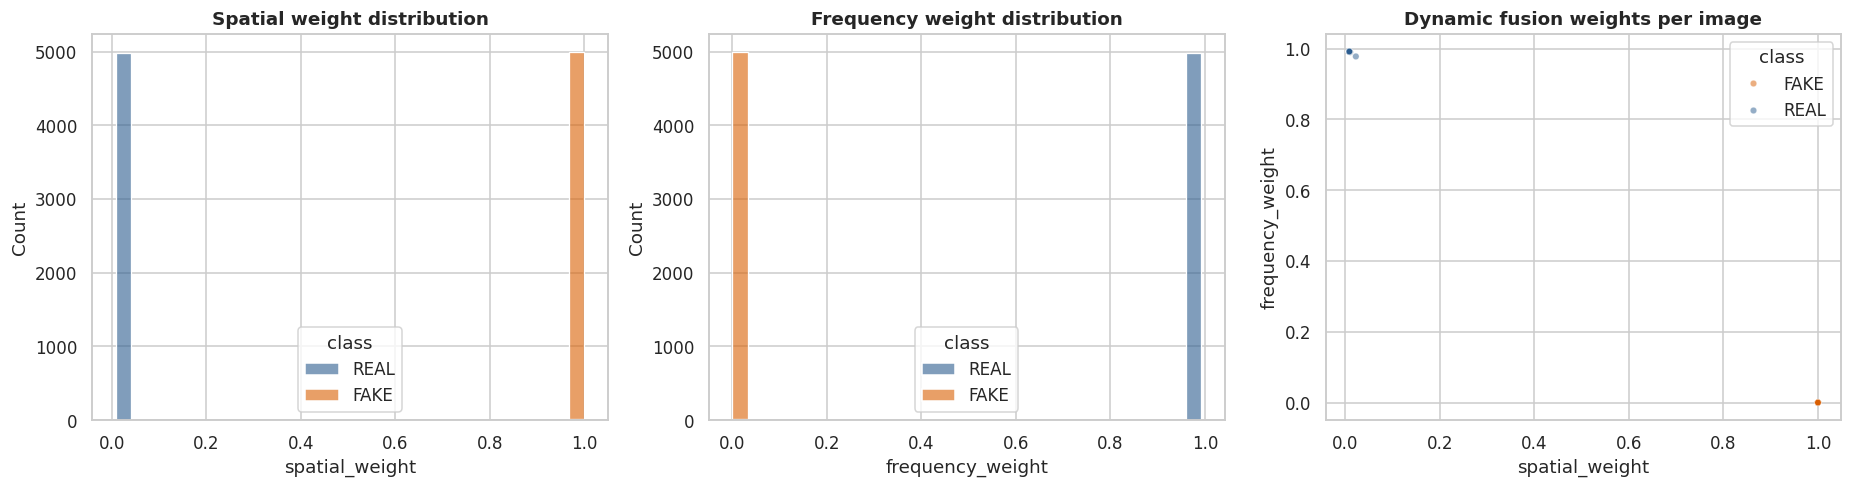 Spatial weight distribution
5000
4000
3000
2000
1000
0
Count
class
REAL
FAKE
0.0 0.2 0.4 0.6 0.8 1.0
spatial_weight
Frequency weight distribution
5000
4000
3000
2000
1000
0
Count
class
REAL
FAKE
0.0 0.2 0.4 0.6 0.8 1.0
frequency_weight
Dynamic fusion weights per image
1.0
0.8
0.6
0.4
0.2
0.0
frequency_weight
class
FAKE
REAL
0.0 0.2 0.4 0.6 0.8 1.0
spatial_weight